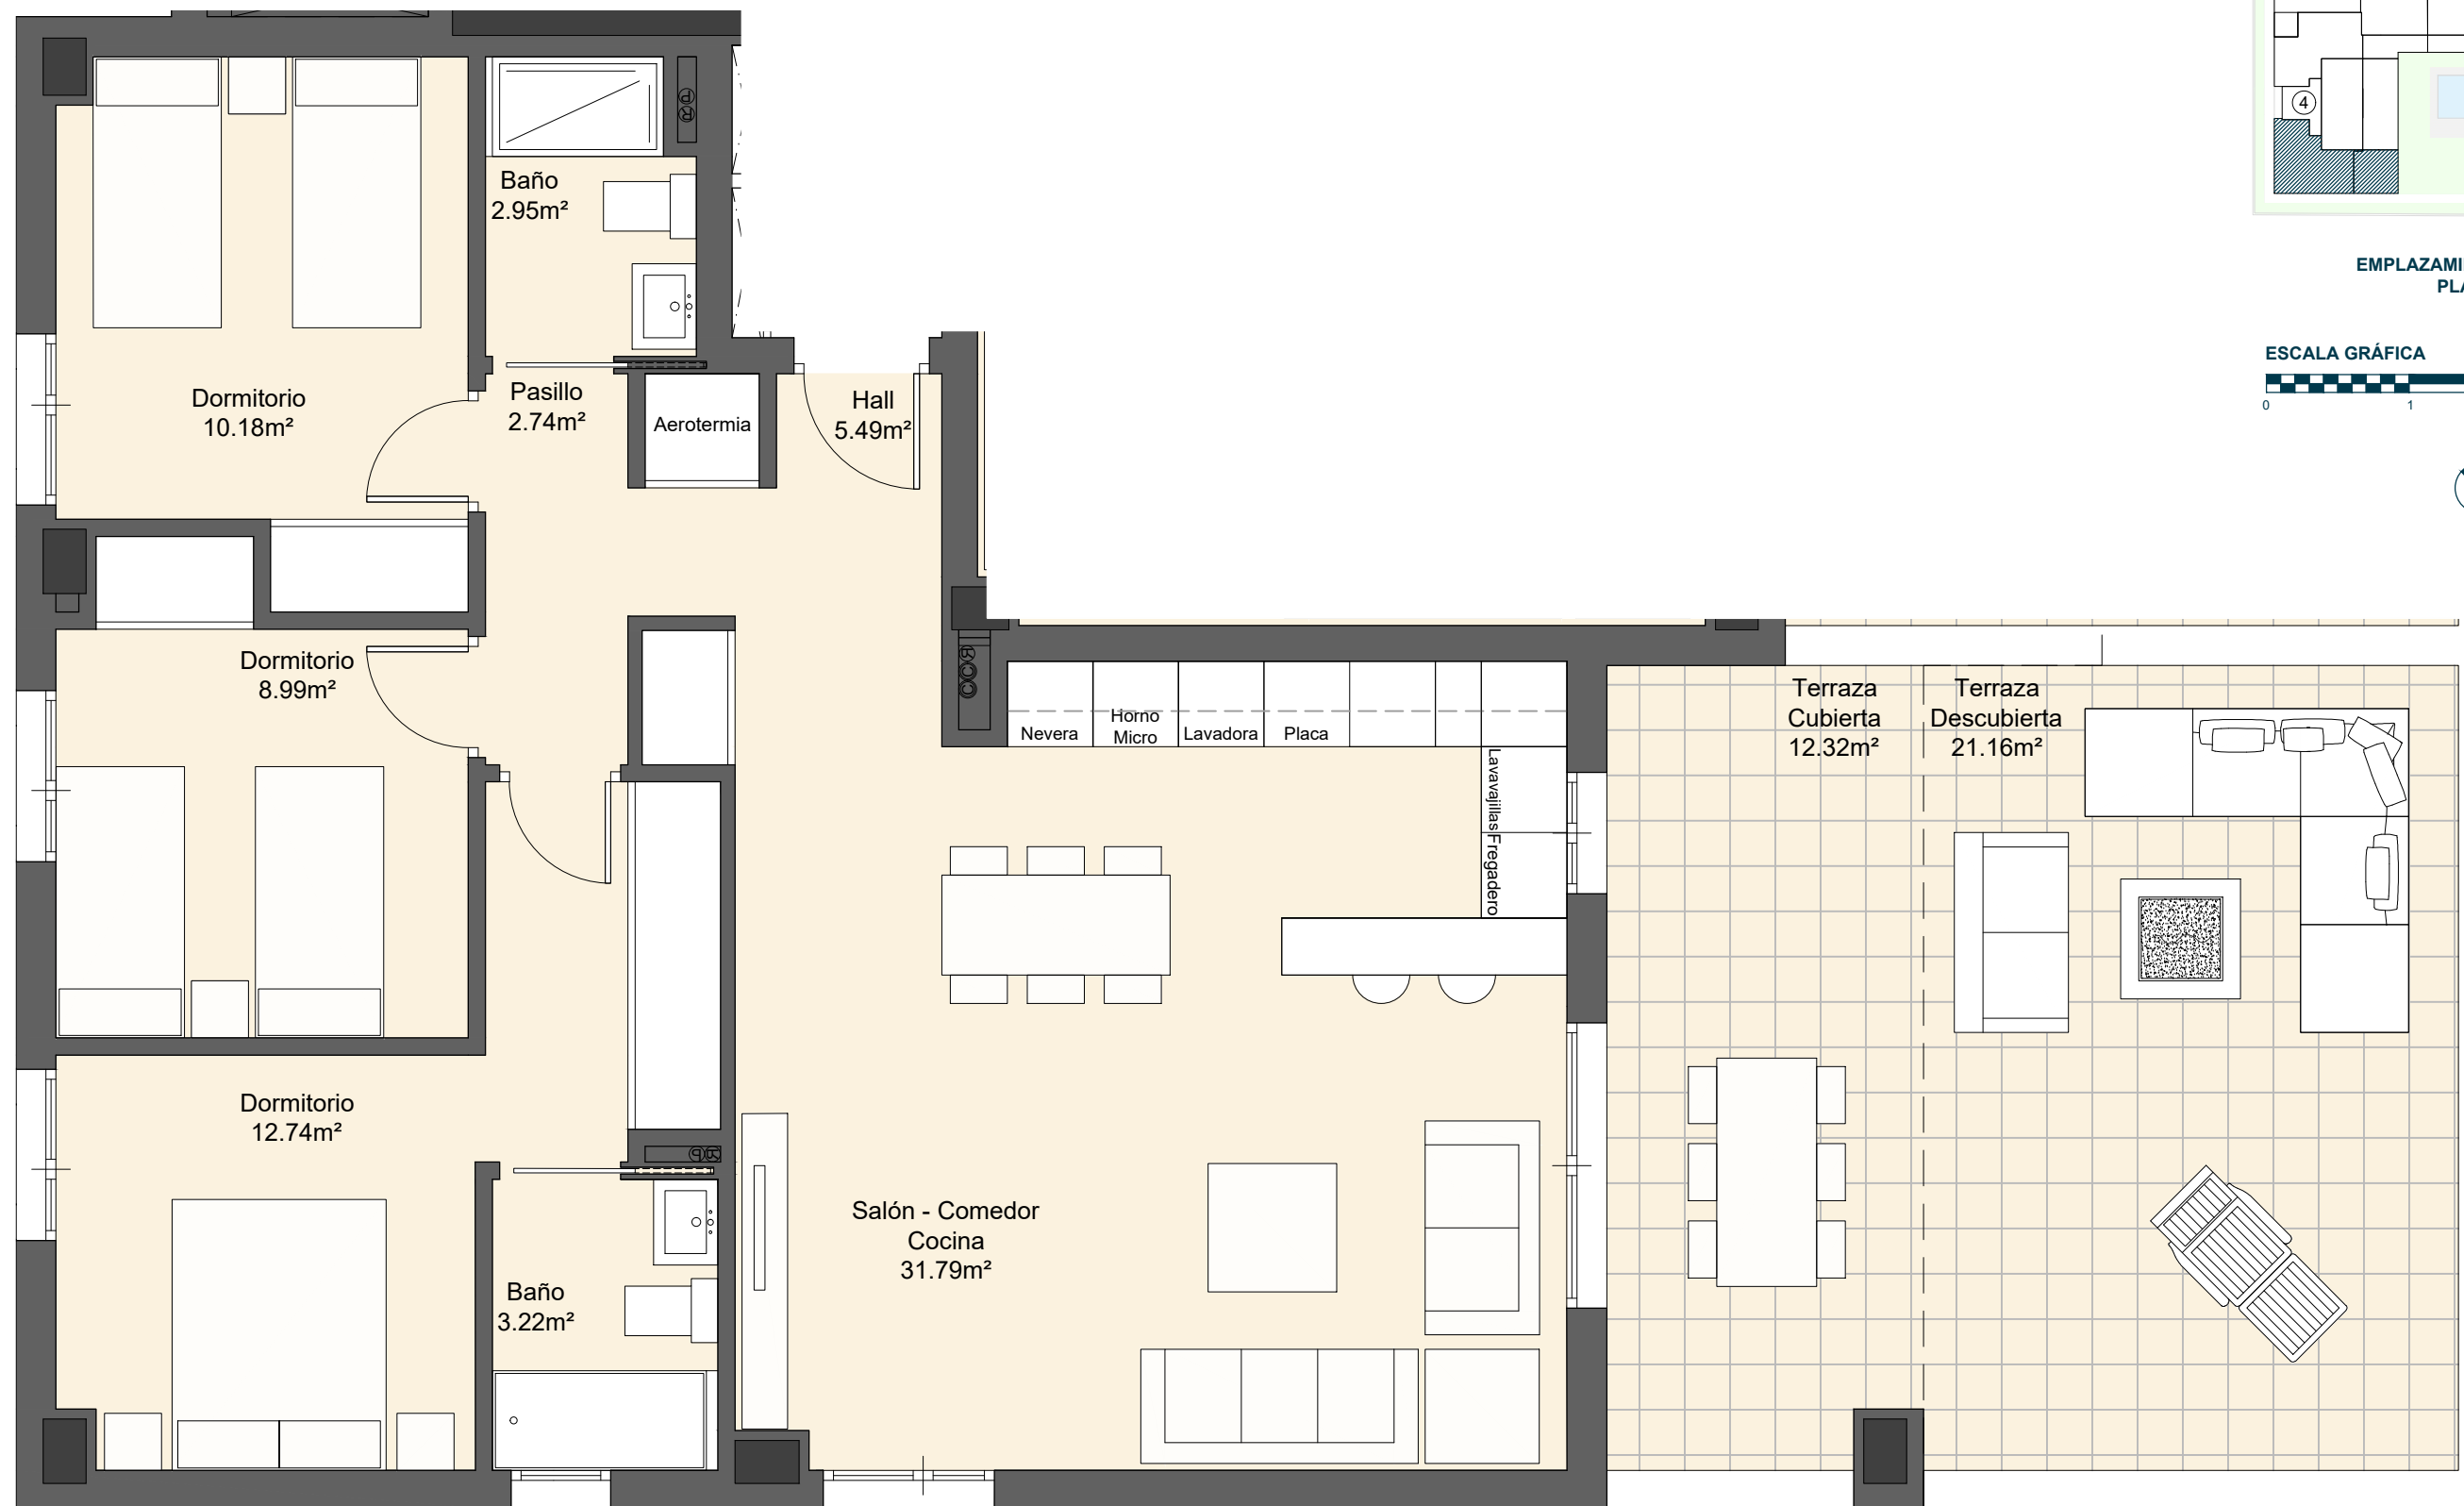 Baño
2.95m²
Dormitorio
10.18m²
Pasillo
2.74m²
Aerotermia
Hall
5.49m²
Dormitorio
8.99m²
Nevera
Horno
Micro
Lavadora
Placa
Lavavajillas
Fregadero
Terraza
Cubierta
12.32m²
Terraza
Descubierta
21.16m²
Dormitorio
12.74m²
Salón - Comedor
Cocina
31.79m²
Baño
3.22m²
4
EMPLAZAMI
PLA
ESCALA GRÁFICA
0 1